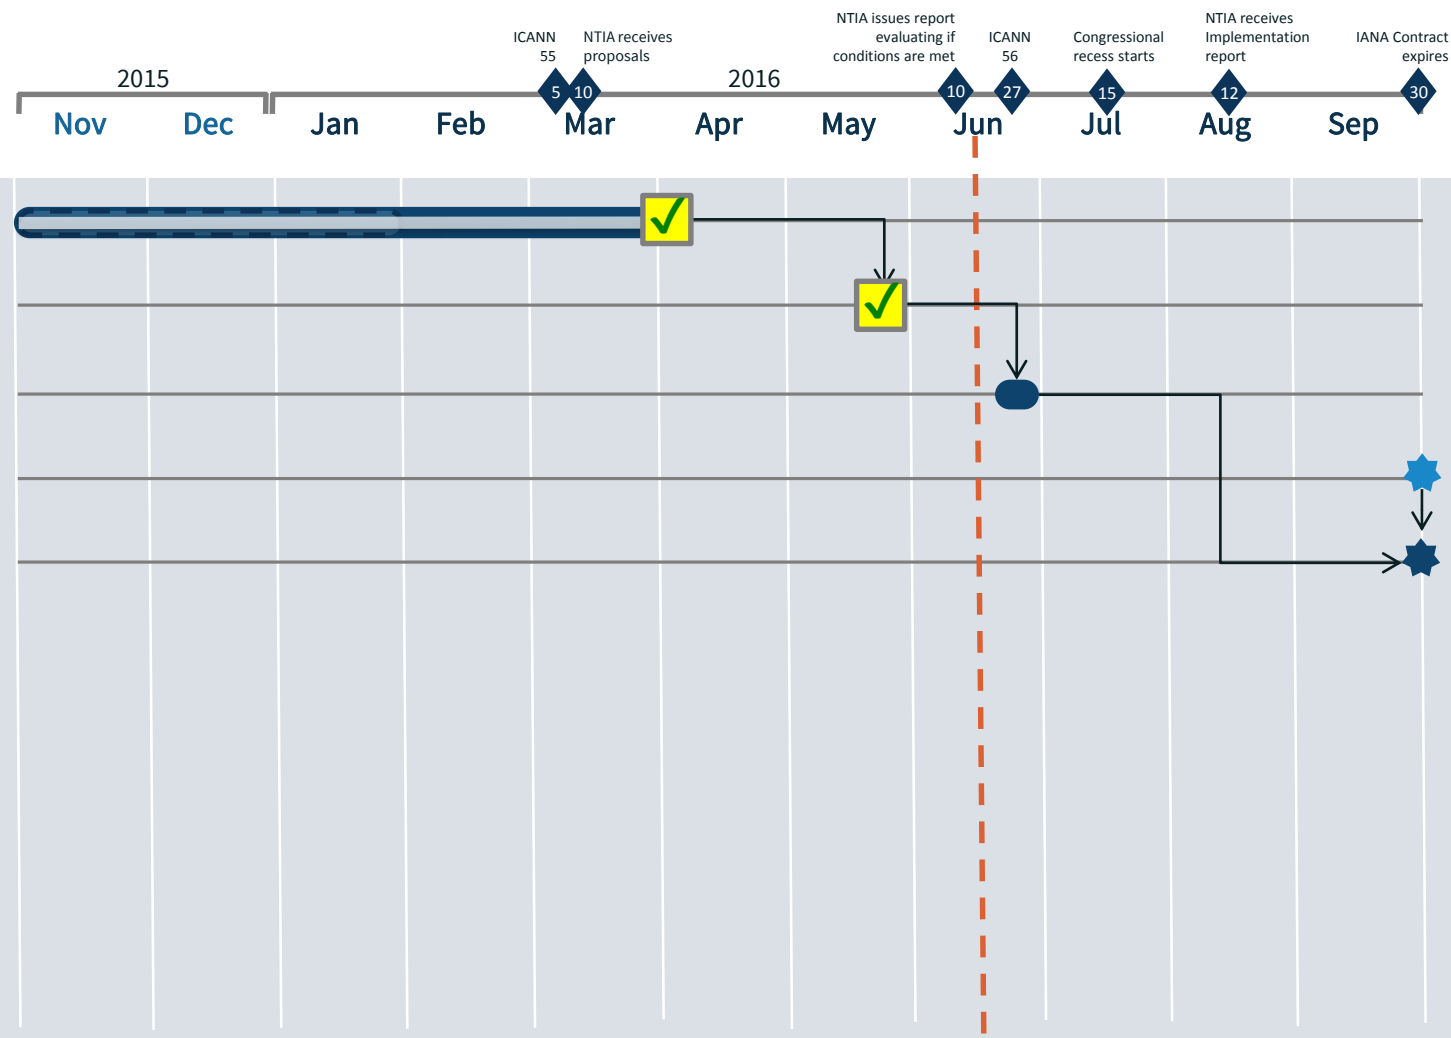 NTIA issues report
evaluating if
conditions are met
NTIA receives
Implementation
report
ICANN
55
NTIA receives
proposals
ICANN
56
Congressional
recess starts
IANA Contract
expires
2015
2016
5
10
10
27
15
12
30
Nov
Dec
Jan
Feb
Mar
Apr
May
Jun
Jul
Aug
Sep